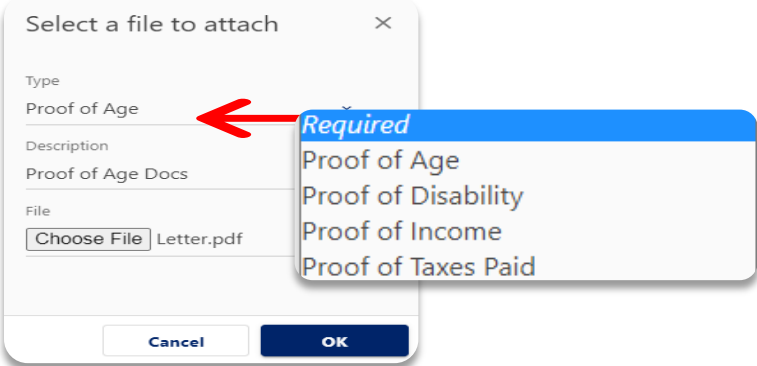 Select a file to attach
Type
Proof of Age
Description
Proof of Age Docs
File
Choose File Letter.pdf
Cancel OK
Required
Proof of Age
Proof of Disability
Proof of Income
Proof of Taxes Paid